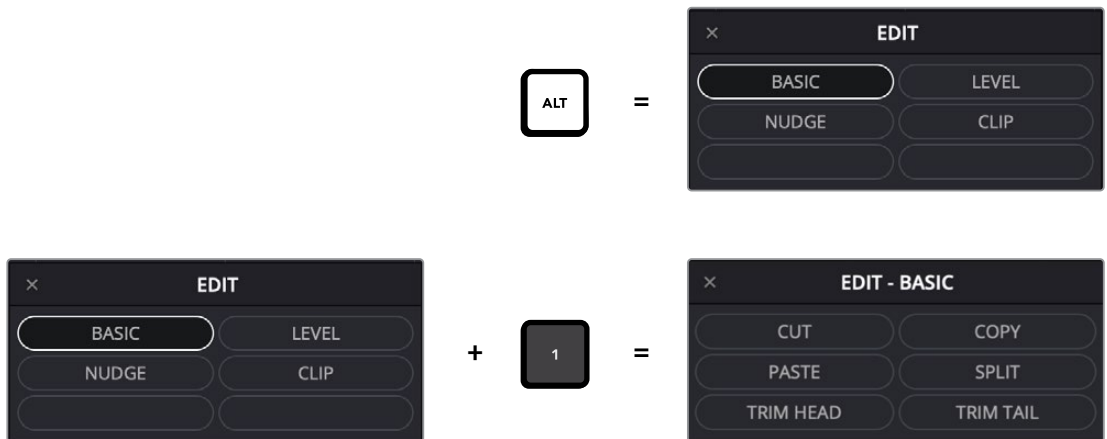 × EDIT
BASIC LEVEL
NUDGE CLIP
ALT =
× EDIT
BASIC LEVEL
NUDGE CLIP
+ 1 =
× EDIT - BASIC
CUT COPY
PASTE SPLIT
TRIM HEAD TRIM TAIL